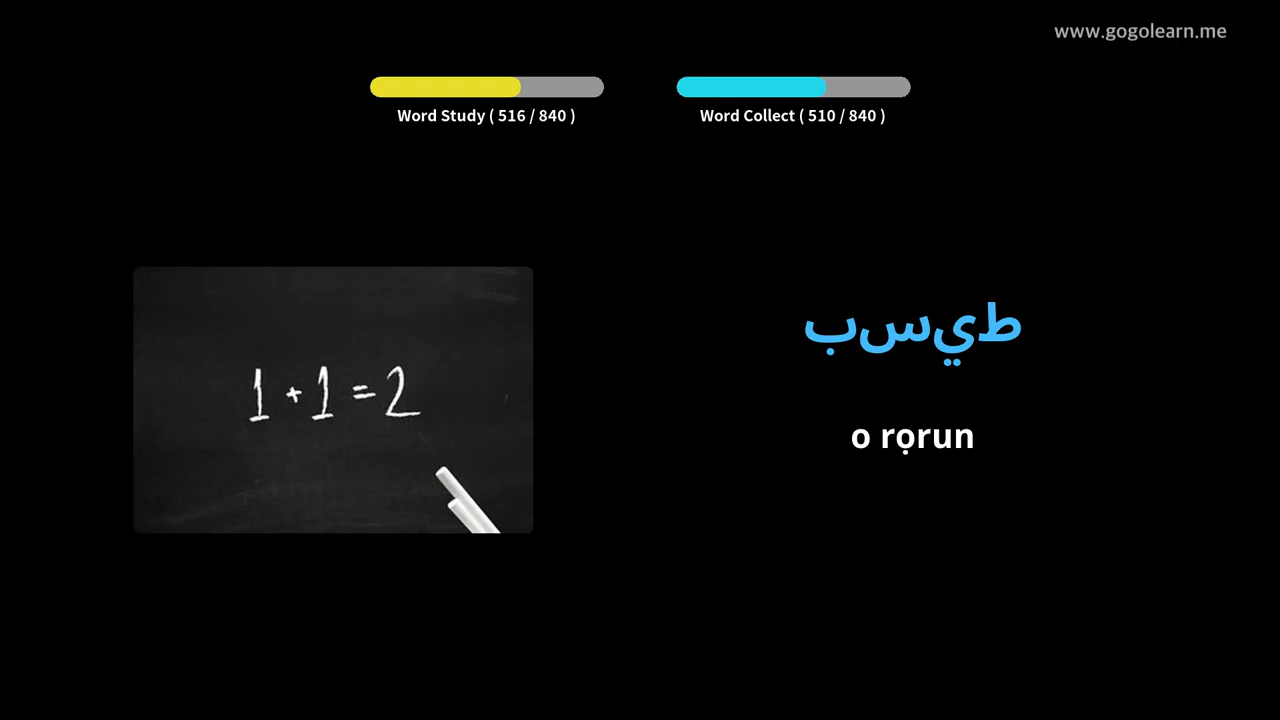 www.gogolearn.me
Word Study ( 516 / 840 )
Word Collect ( 510 / 840 )
1 + 1 = 2
بسيط
o rọrun